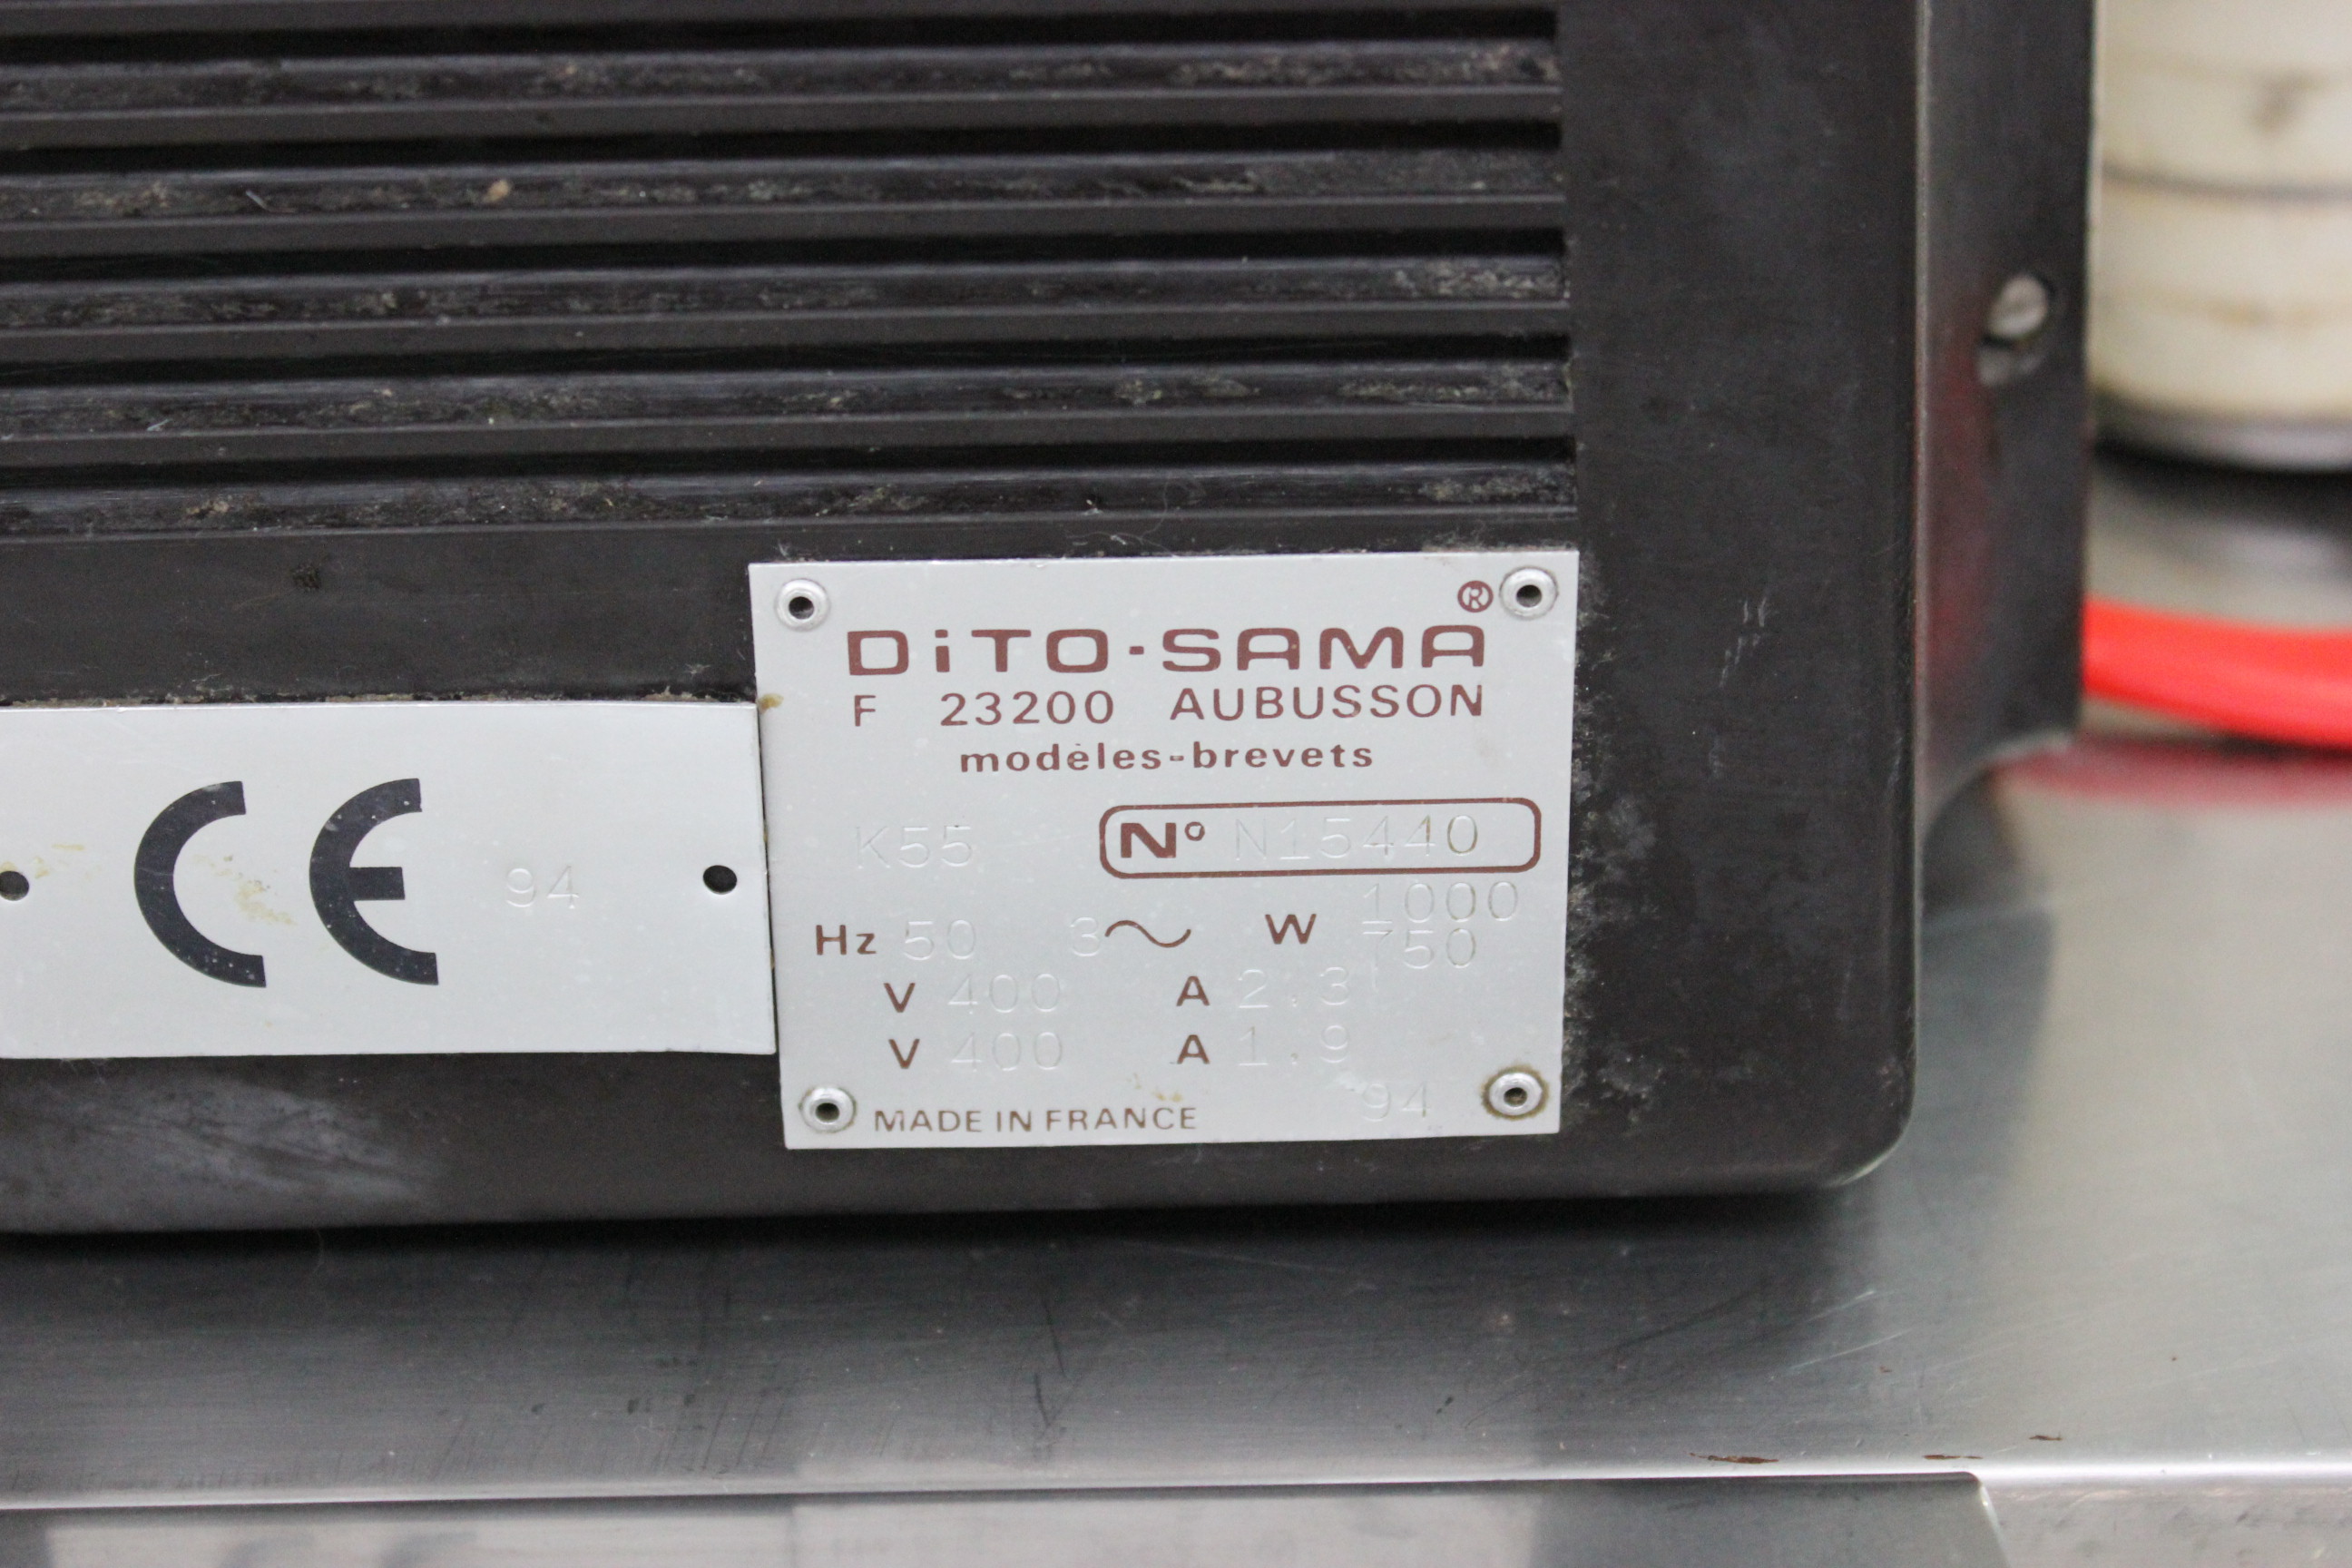 ®
DiTO-SAMA
F 23200 AUBUSSON
modèles-brevets
K55 Nº N15440
Hz 50 3~ W 1000
750
V 400 A 2.3
V 400 A 1.9
MADE IN FRANCE 94
CE 94